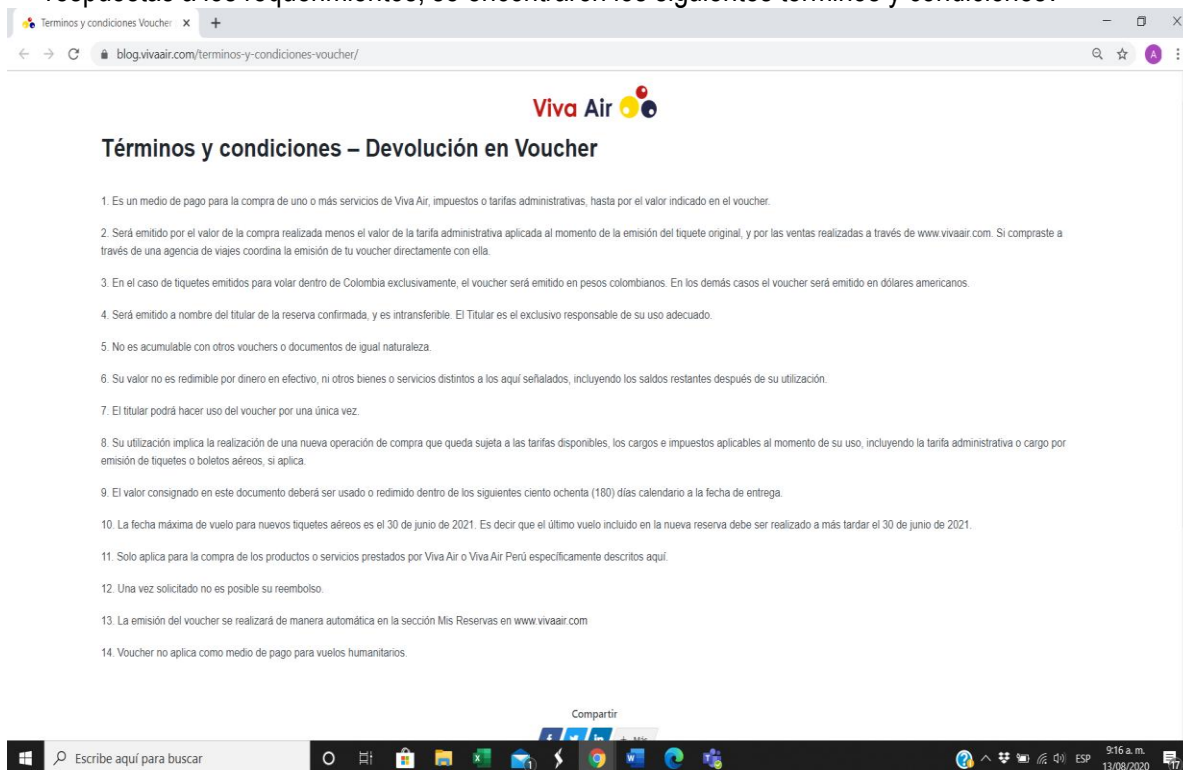 respuestas a los requerimientos, se encontraron los siguientes términos y condiciones:
Terminos y condiciones Voucher
blog.vivaair.com/terminos-y-condiciones-voucher/
A
Viva Air
Términos y condiciones – Devolución en Voucher
1. Es un medio de pago para la compra de uno o más servicios de Viva Air, impuestos o tarifas administrativas, hasta por el valor indicado en el voucher.
2. Será emitido por el valor de la compra realizada menos el valor de la tarifa administrativa aplicada al momento de la emisión del tiquete original, y por las ventas realizadas a través de www.vivaair.com. Si compraste a
través de una agencia de viajes coordina la emisión de tu voucher directamente con ella.
3. En el caso de tiquetes emitidos para volar dentro de Colombia exclusivamente, el voucher será emitido en pesos colombianos. En los demás casos el voucher será emitido en dólares americanos.
4. Será emitido a nombre del titular de la reserva confirmada, y es intransferible. El Titular es el exclusivo responsable de su uso adecuado.
5. No es acumulable con otros vouchers o documentos de igual naturaleza.
6. Su valor no es redimible por dinero en efectivo, ni otros bienes o servicios distintos a los aquí señalados, incluyendo los saldos restantes después de su utilización.
7. El titular podrá hacer uso del voucher por una única vez.
8. Su utilización implica la realización de una nueva operación de compra que queda sujeta a las tarifas disponibles, los cargos e impuestos aplicables al momento de su uso, incluyendo la tarifa administrativa o cargo por
emisión de tiquetes o boletos aéreos, si aplica.
9. El valor consignado en este documento deberá ser usado o redimido dentro de los siguientes ciento ochenta (180) días calendario a la fecha de entrega.
10. La fecha máxima de vuelo para nuevos tiquetes aéreos es el 30 de junio de 2021. Es decir que el último vuelo incluido en la nueva reserva debe ser realizado a más tardar el 30 de junio de 2021.
11. Solo aplica para la compra de los productos o servicios prestados por Viva Air o Viva Air Perú específicamente descritos aquí.
12. Una vez solicitado no es posible su reembolso.
13. La emisión del voucher se realizará de manera automática en la sección Mis Reservas en www.vivaair.com
14. Voucher no aplica como medio de pago para vuelos humanitarios.
Compartir
+ Más
Escribe aquí para buscar
ESP
9:16 a. m.
13/08/2020
17